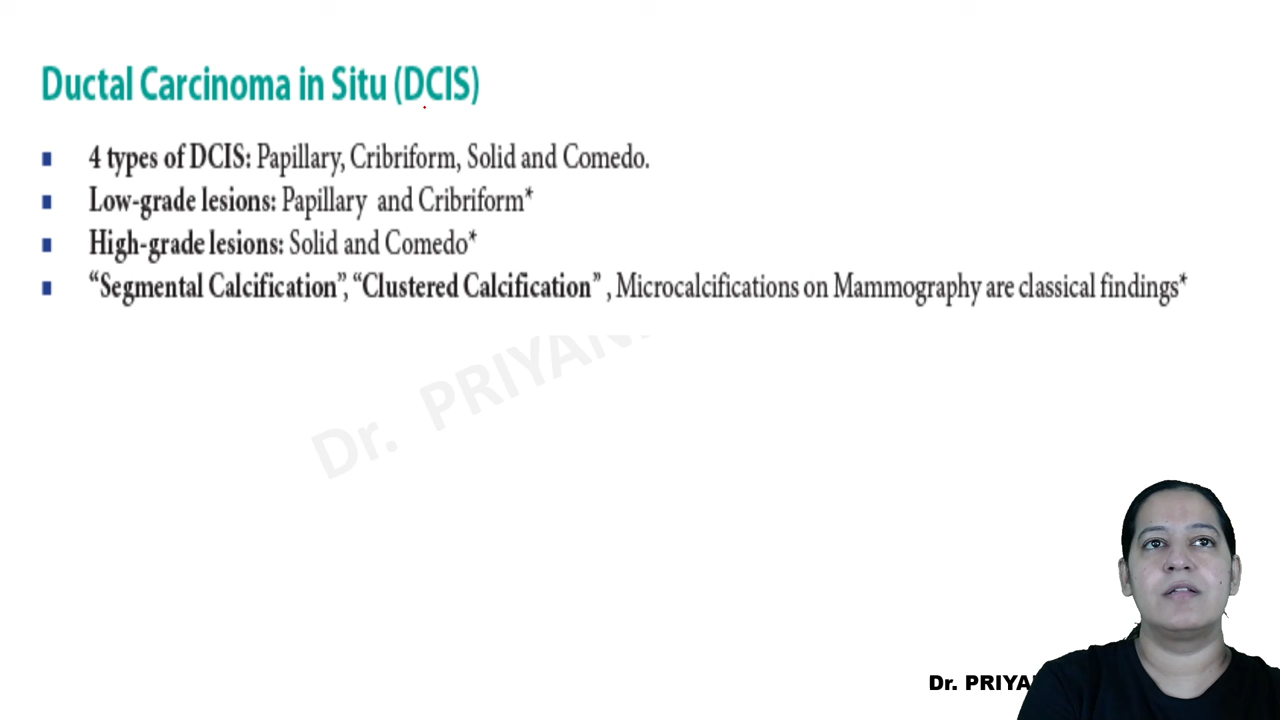 Ductal Carcinoma in Situ (DCIS)
▪ 4 types of DCIS: Papillary, Cribriform, Solid and Comedo.
▪ Low-grade lesions: Papillary and Cribriform*
▪ High-grade lesions: Solid and Comedo*
▪ “Segmental Calcification”, “Clustered Calcification” , Microcalcifications on Mammography are classical findings*
Dr. PRIYAN
Dr. PRIYA